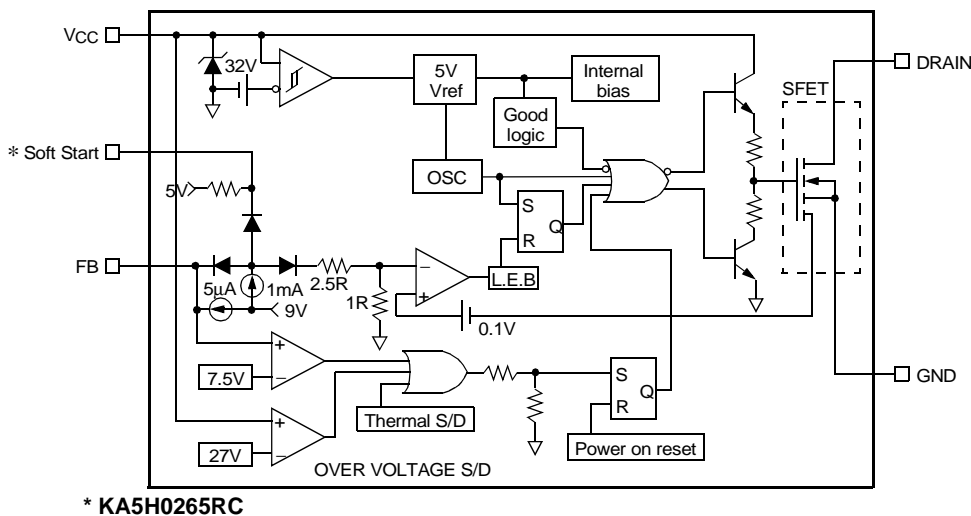 VCC
DRAIN
32V
5V
Vref
Internal
bias
SFET
Good
logic
* Soft Start
OSC
5V
S
Q
R
FB
2.5R
5µA
1mA
9V
1R
−
+
L.E.B
0.1V
+
−
7.5V
S
Q
R
GND
Thermal S/D
+
−
27V
Power on reset
OVER VOLTAGE S/D
* KA5H0265RC